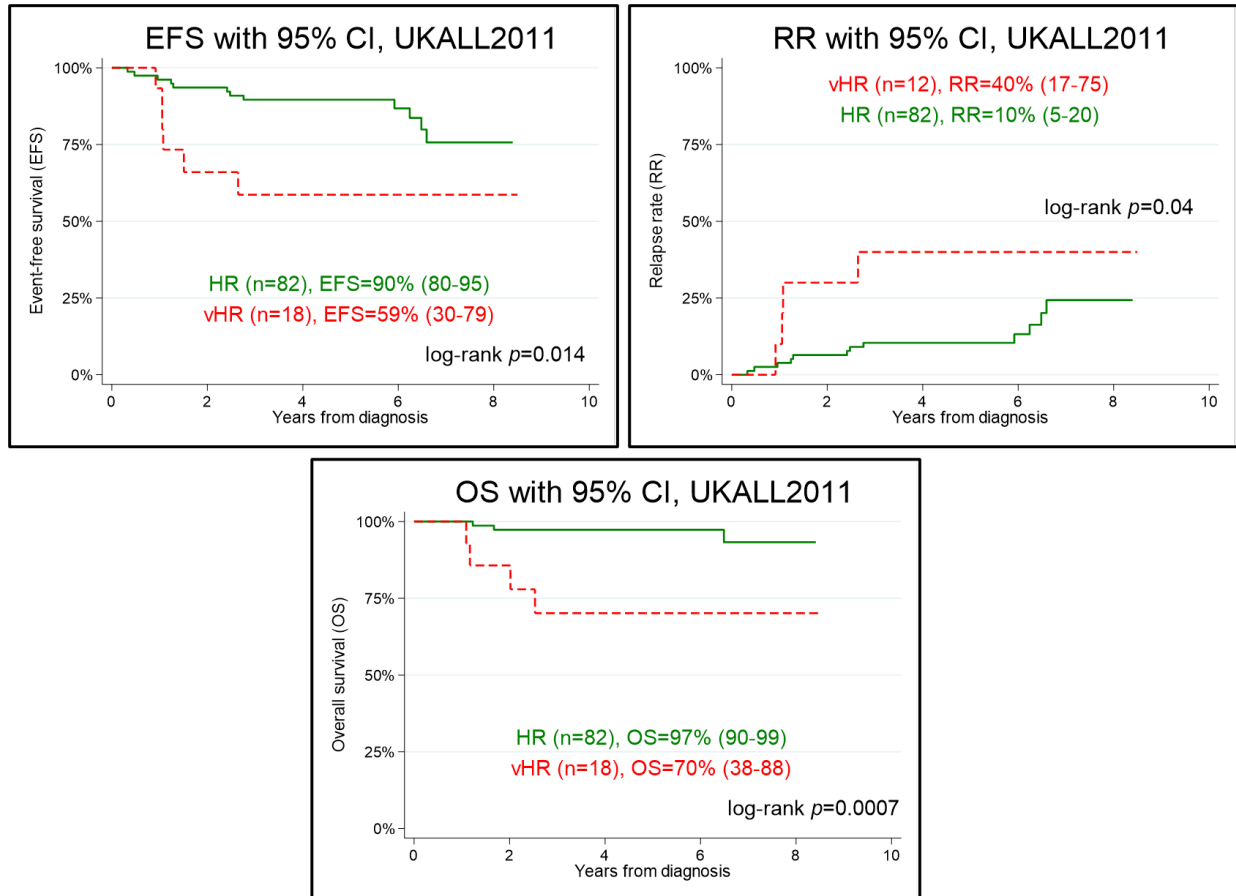 EFS with 95% CI, UKALL2011
100%
75%
50%
25%
0%
Event-free survival (EFS)
HR (n=82), EFS=90% (80-95)
vHR (n=18), EFS=59% (30-79)
log-rank p=0.014
0 2 4 6 8 10
Years from diagnosis
RR with 95% CI, UKALL2011
100%
75%
50%
25%
0%
Relapse rate (RR)
vHR (n=12), RR=40% (17-75)
HR (n=82), RR=10% (5-20)
log-rank p=0.04
0 2 4 6 8 10
Years from diagnosis
OS with 95% CI, UKALL2011
100%
75%
50%
25%
0%
Overall survival (OS)
HR (n=82), OS=97% (90-99)
vHR (n=18), OS=70% (38-88)
log-rank p=0.0007
0 2 4 6 8 10
Years from diagnosis